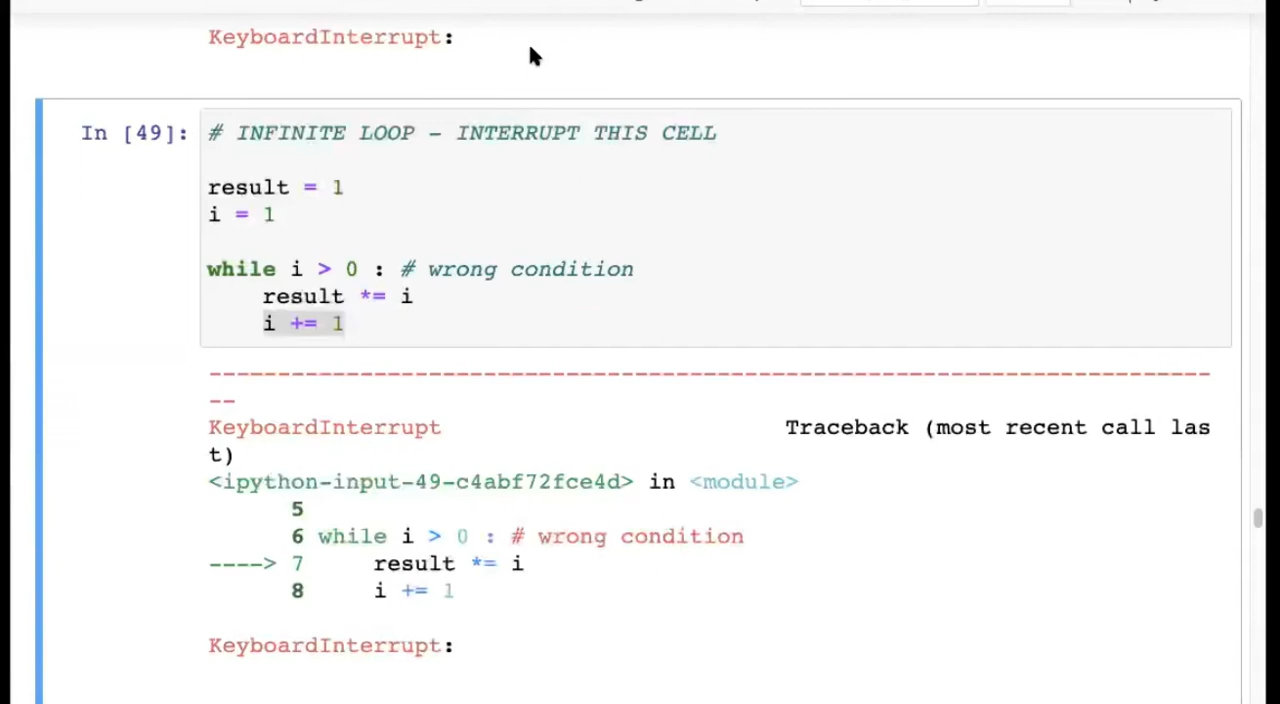 KeyboardInterrupt:
In [49]:
# INFINITE LOOP - INTERRUPT THIS CELL
result = 1
i = 1
while i > 0 : # wrong condition
    result *= i
    i += 1
---------------------------------------------------------------------------
--
KeyboardInterrupt                         Traceback (most recent call las
t)
<ipython-input-49-c4abf72fce4d> in <module>
      5
      6 while i > 0 : # wrong condition
----> 7     result *= i
      8     i += 1
KeyboardInterrupt: